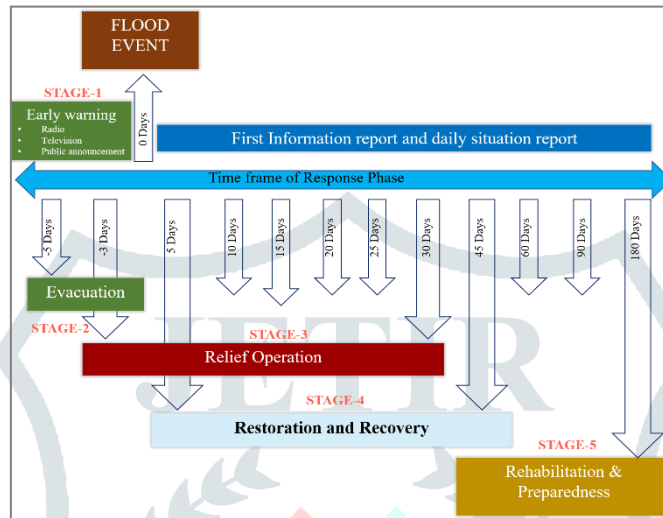 FLOOD
EVENT
STAGE-1
Early warning
• Radio
• Television
• Public announcement
0 Days
First Information report and daily situation report
Time frame of Response Phase
-5 Days
-3 Days
5 Days
10 Days
15 Days
20 Days
25 Days
30 Days
45 Days
60 Days
90 Days
180 Days
Evacuation
STAGE-2
STAGE-3
Relief Operation
JETIR
STAGE-4
Restoration and Recovery
STAGE-5
Rehabilitation &
Preparedness